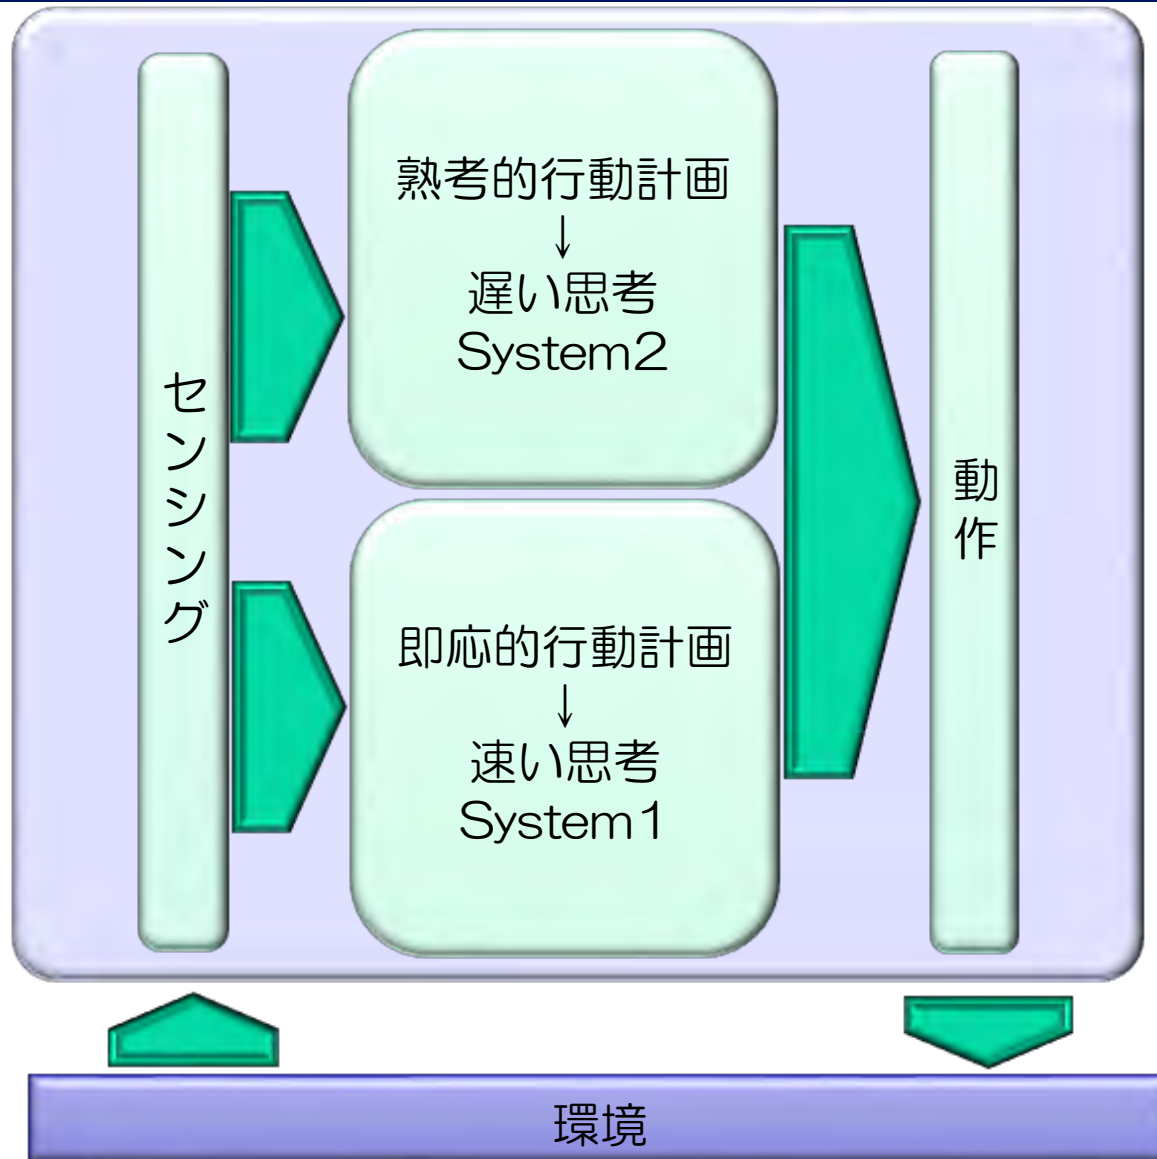 センシング
熟考的行動計画
↓
遅い思考
System2
即応的行動計画
↓
速い思考
System1
動作
環境